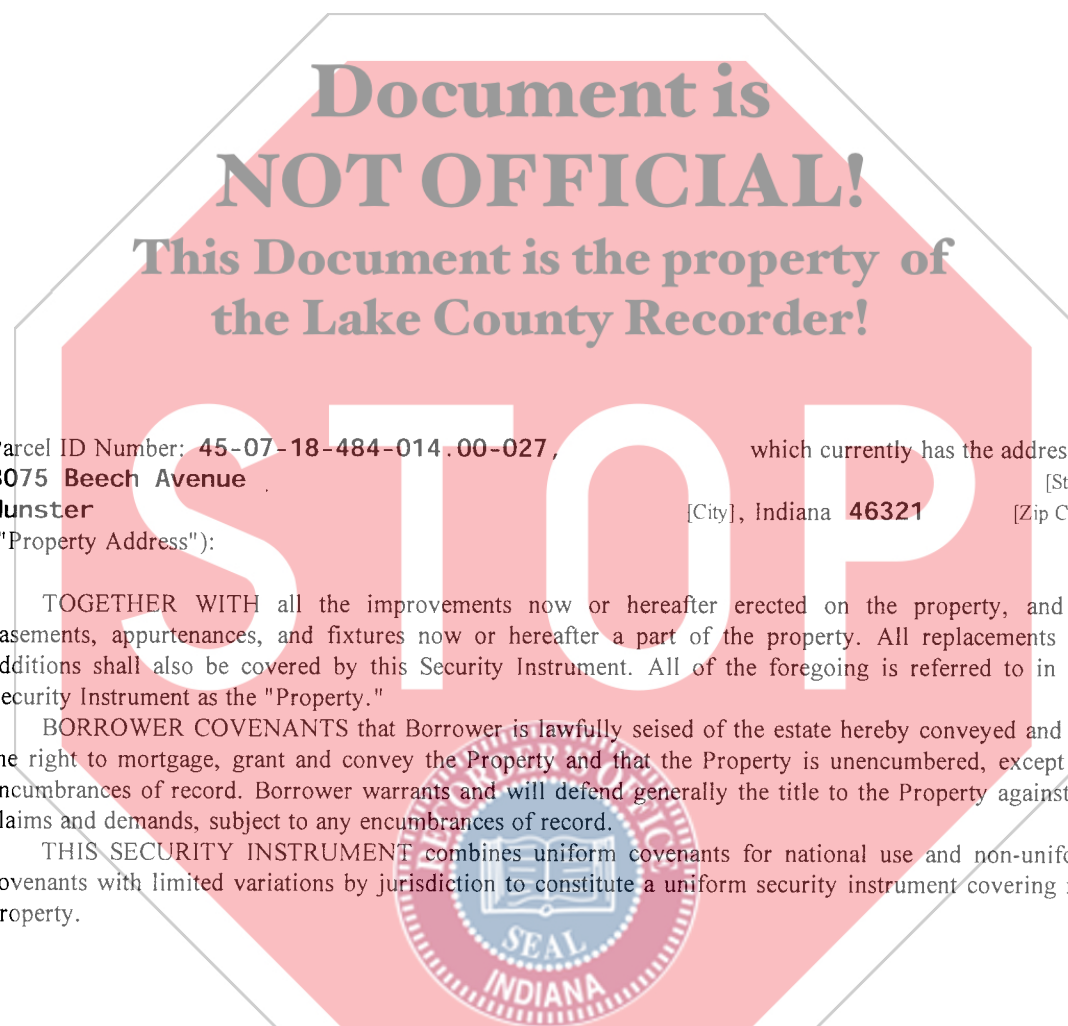 Document is
NOT OFFICIAL!
This Document is the property of
the Lake County Recorder!
STOP
arcel ID Number: 45-07-18-484-014.00-027, which currently has the addres
075 Beech Avenue [St
unster [City], Indiana 46321 [Zip C
"Property Address"):
TOGETHER WITH all the improvements now or hereafter erected on the property, and
asements, appurtenances, and fixtures now or hereafter a part of the property. All replacements
dditions shall also be covered by this Security Instrument. All of the foregoing is referred to in
ecurity Instrument as the "Property."
BORROWER COVENANTS that Borrower is lawfully seised of the estate hereby conveyed and
he right to mortgage, grant and convey the Property and that the Property is unencumbered, except
ncumbrances of record. Borrower warrants and will defend generally the title to the Property against
laims and demands, subject to any encumbrances of record.
THIS SECURITY INSTRUMENT combines uniform covenants for national use and non-unifo
ovenants with limited variations by jurisdiction to constitute a uniform security instrument covering
roperty.
RECORDER'S OFFICE
SEAL
INDIANA